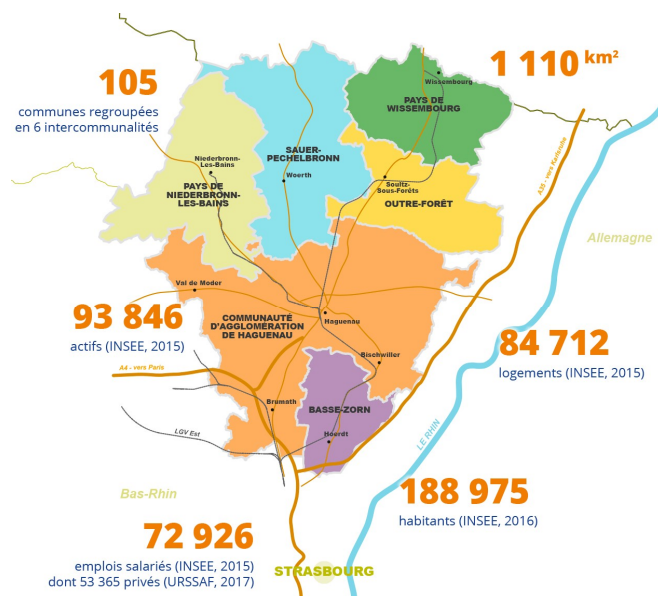 1 110 km²
105
communes regroupées
en 6 intercommunalités
Wissembourg
PAYS DE
WISSEMBOURG
SAUER-
PECHELBRONN
Woerth
Niederbronn-
Les-Bains
PAYS DE
NIEDERBRONN-
LES-BAINS
Soultz-
Sous-Forêts
OUTRE-FORÊT
A35 - vers Karlsruhe
Allemagne
Val de Moder
93 846
actifs (INSEE, 2015)
COMMUNAUTÉ
D'AGGLOMÉRATION
DE HAGUENAU
Haguenau
Bischwiller
84 712
logements (INSEE, 2015)
A4 - vers Paris
Brumath
BASSE-ZORN
LGV Est
Hoerdt
LE RHIN
Bas-Rhin
188 975
habitants (INSEE, 2016)
72 926
emplois salariés (INSEE, 2015)
dont 53 365 privés (URSSAF, 2017)
STRASBOURG